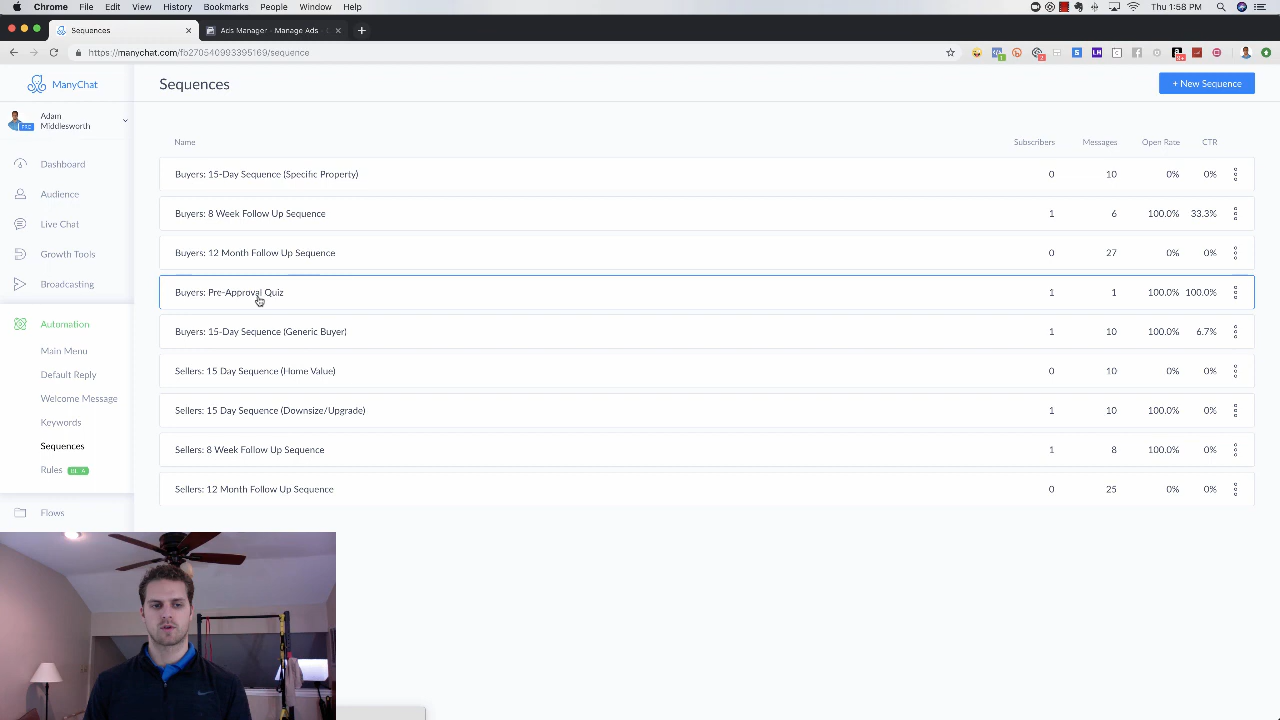 Chrome File Edit View History Bookmarks People Window Help Thu 1:58 PM
Sequences
Ads Manager - Manage Ads -
https://manychat.com/fb270540993395169/sequence
ManyChat
Sequences
+ New Sequence
Adam
Middlesworth
PRO
Dashboard
Audience
Live Chat
Growth Tools
Broadcasting
Automation
Main Menu
Default Reply
Welcome Message
Keywords
Sequences
Rules
Flows
Name Subscribers Messages Open Rate CTR
Buyers: 15-Day Sequence (Specific Property) 0 10 0% 0%
Buyers: 8 Week Follow Up Sequence 1 6 100.0% 33.3%
Buyers: 12 Month Follow Up Sequence 0 27 0% 0%
Buyers: Pre-Approval Quiz 1 1 100.0% 100.0%
Buyers: 15-Day Sequence (Generic Buyer) 1 10 100.0% 6.7%
Sellers: 15 Day Sequence (Home Value) 0 10 0% 0%
Sellers: 15 Day Sequence (Downsize/Upgrade) 1 10 100.0% 0%
Sellers: 8 Week Follow Up Sequence 1 8 100.0% 0%
Sellers: 12 Month Follow Up Sequence 0 25 0% 0%